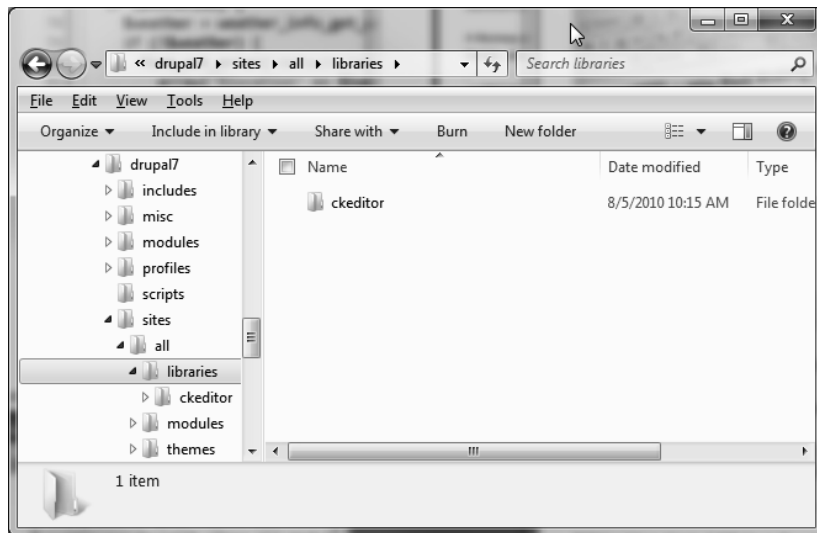 « drupal7 sites all libraries Search libraries
File Edit View Tools Help
Organize Include in library Share with Burn New folder
drupal7
includes
misc
modules
profiles
scripts
sites
all
libraries
ckeditor
modules
themes
Name Date modified Type
ckeditor 8/5/2010 10:15 AM File folde
1 item